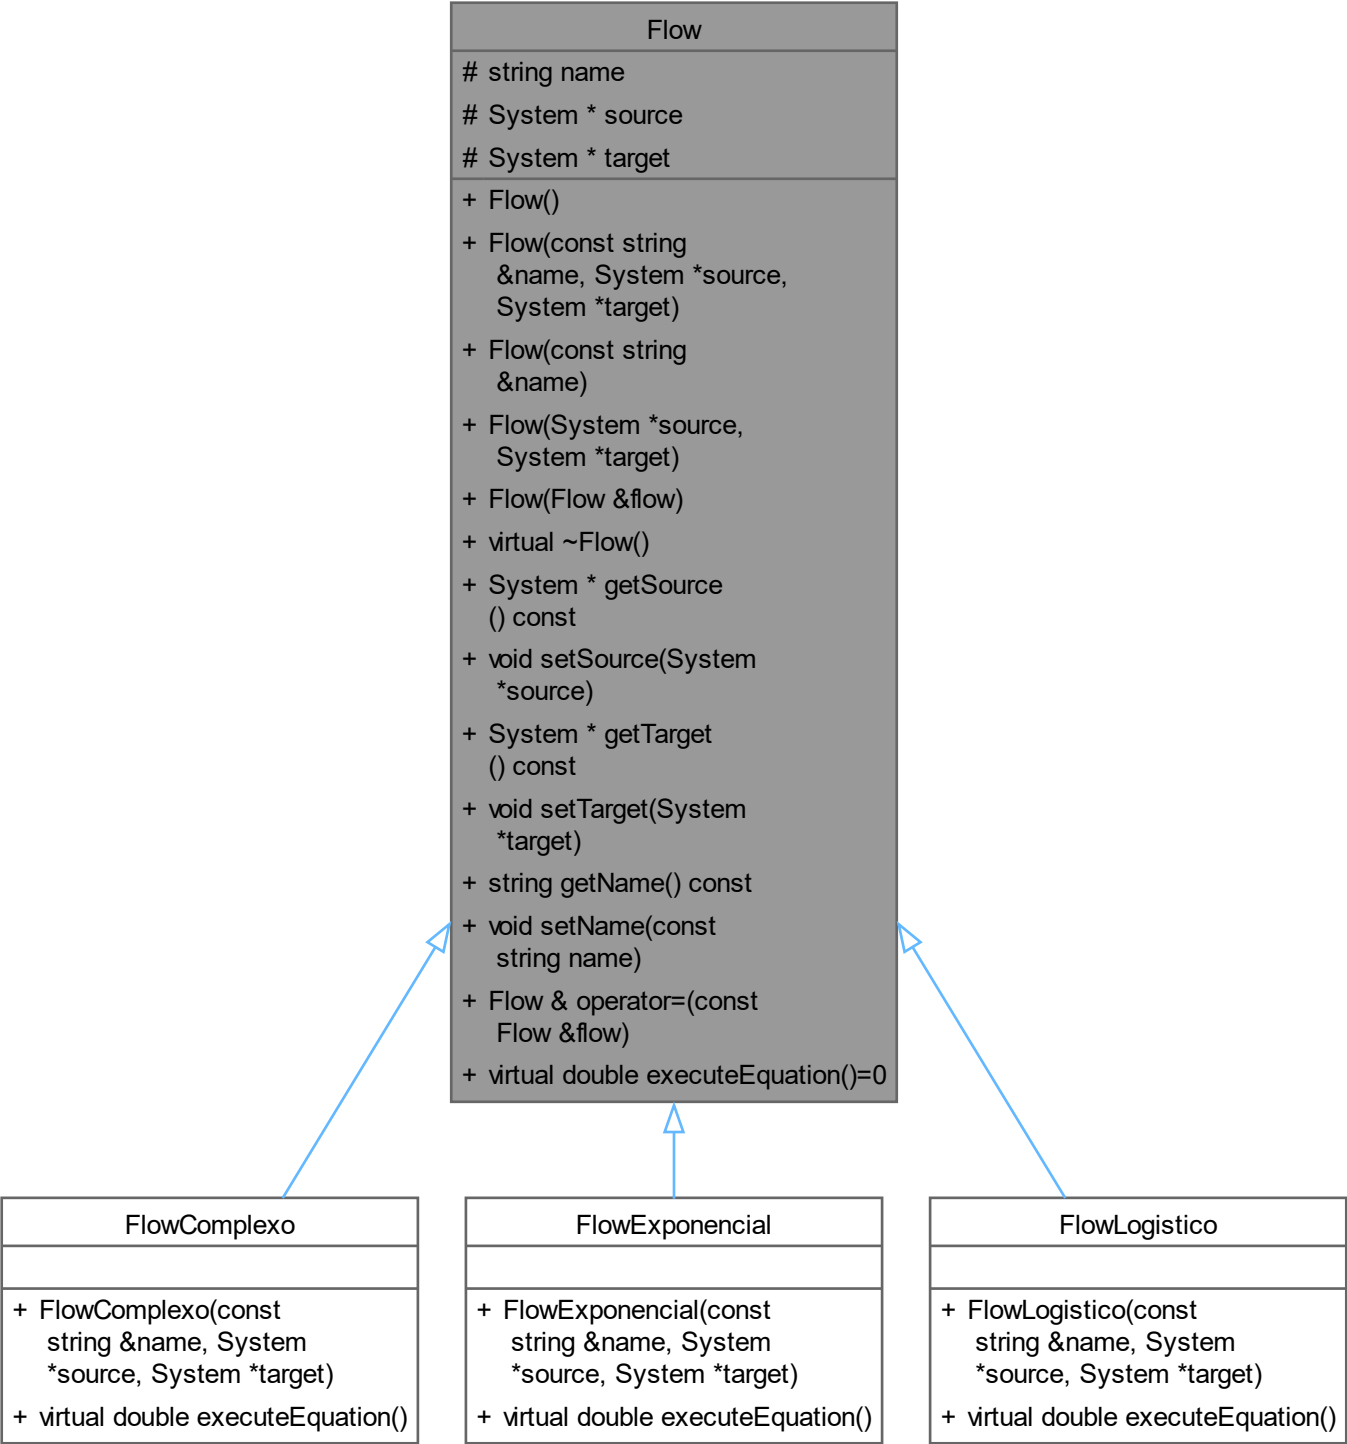 Flow
# string name
# System * source
# System * target
+ Flow()
+ Flow(const string
&name, System *source,
System *target)
+ Flow(const string
&name)
+ Flow(System *source,
System *target)
+ Flow(Flow &flow)
+ virtual ~Flow()
+ System * getSource
() const
+ void setSource(System
*source)
+ System * getTarget
() const
+ void setTarget(System
*target)
+ string getName() const
+ void setName(const
string name)
+ Flow & operator=(const
Flow &flow)
+ virtual double executeEquation()=0
FlowComplexo
+ FlowComplexo(const
string &name, System
*source, System *target)
+ virtual double executeEquation()
FlowExponencial
+ FlowExponencial(const
string &name, System
*source, System *target)
+ virtual double executeEquation()
FlowLogistico
+ FlowLogistico(const
string &name, System
*source, System *target)
+ virtual double executeEquation()